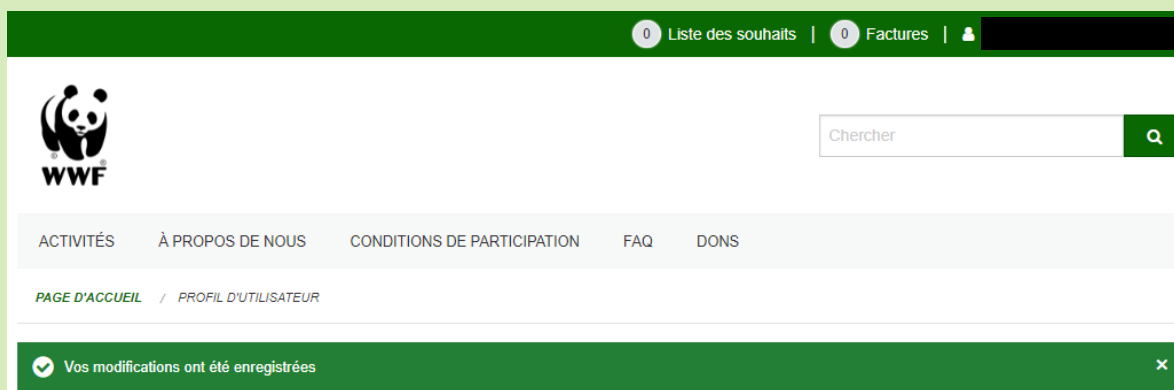 0 Liste des souhaits | 0 Factures |
Chercher
WWF
ACTIVITÉS À PROPOS DE NOUS CONDITIONS DE PARTICIPATION FAQ DONS
PAGE D'ACCUEIL / PROFIL D'UTILISATEUR
Vos modifications ont été enregistrées ×